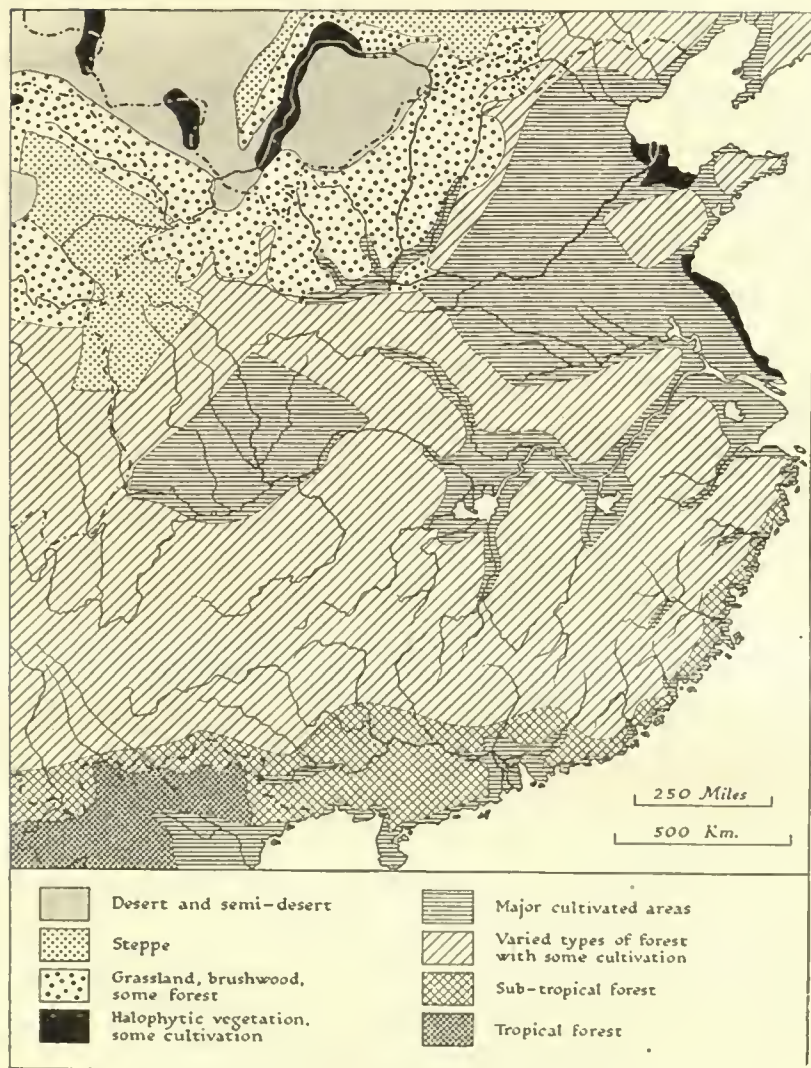 250 Miles
500 Km.
Desert and semi-desert
Steppe
Grassland, brushwood,
some forest
Halophytic vegetation,
some cultivation
Major cultivated areas
Varied types of forest
with some cultivation
Sub-tropical forest
Tropical forest